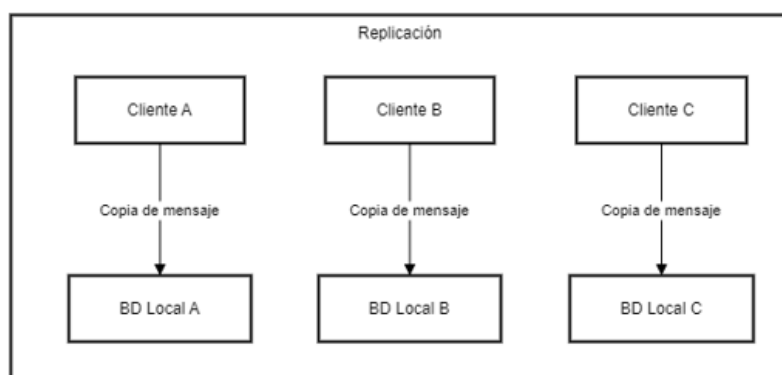 Replicación
Cliente A
Cliente B
Cliente C
Copia de mensaje
Copia de mensaje
Copia de mensaje
BD Local A
BD Local B
BD Local C